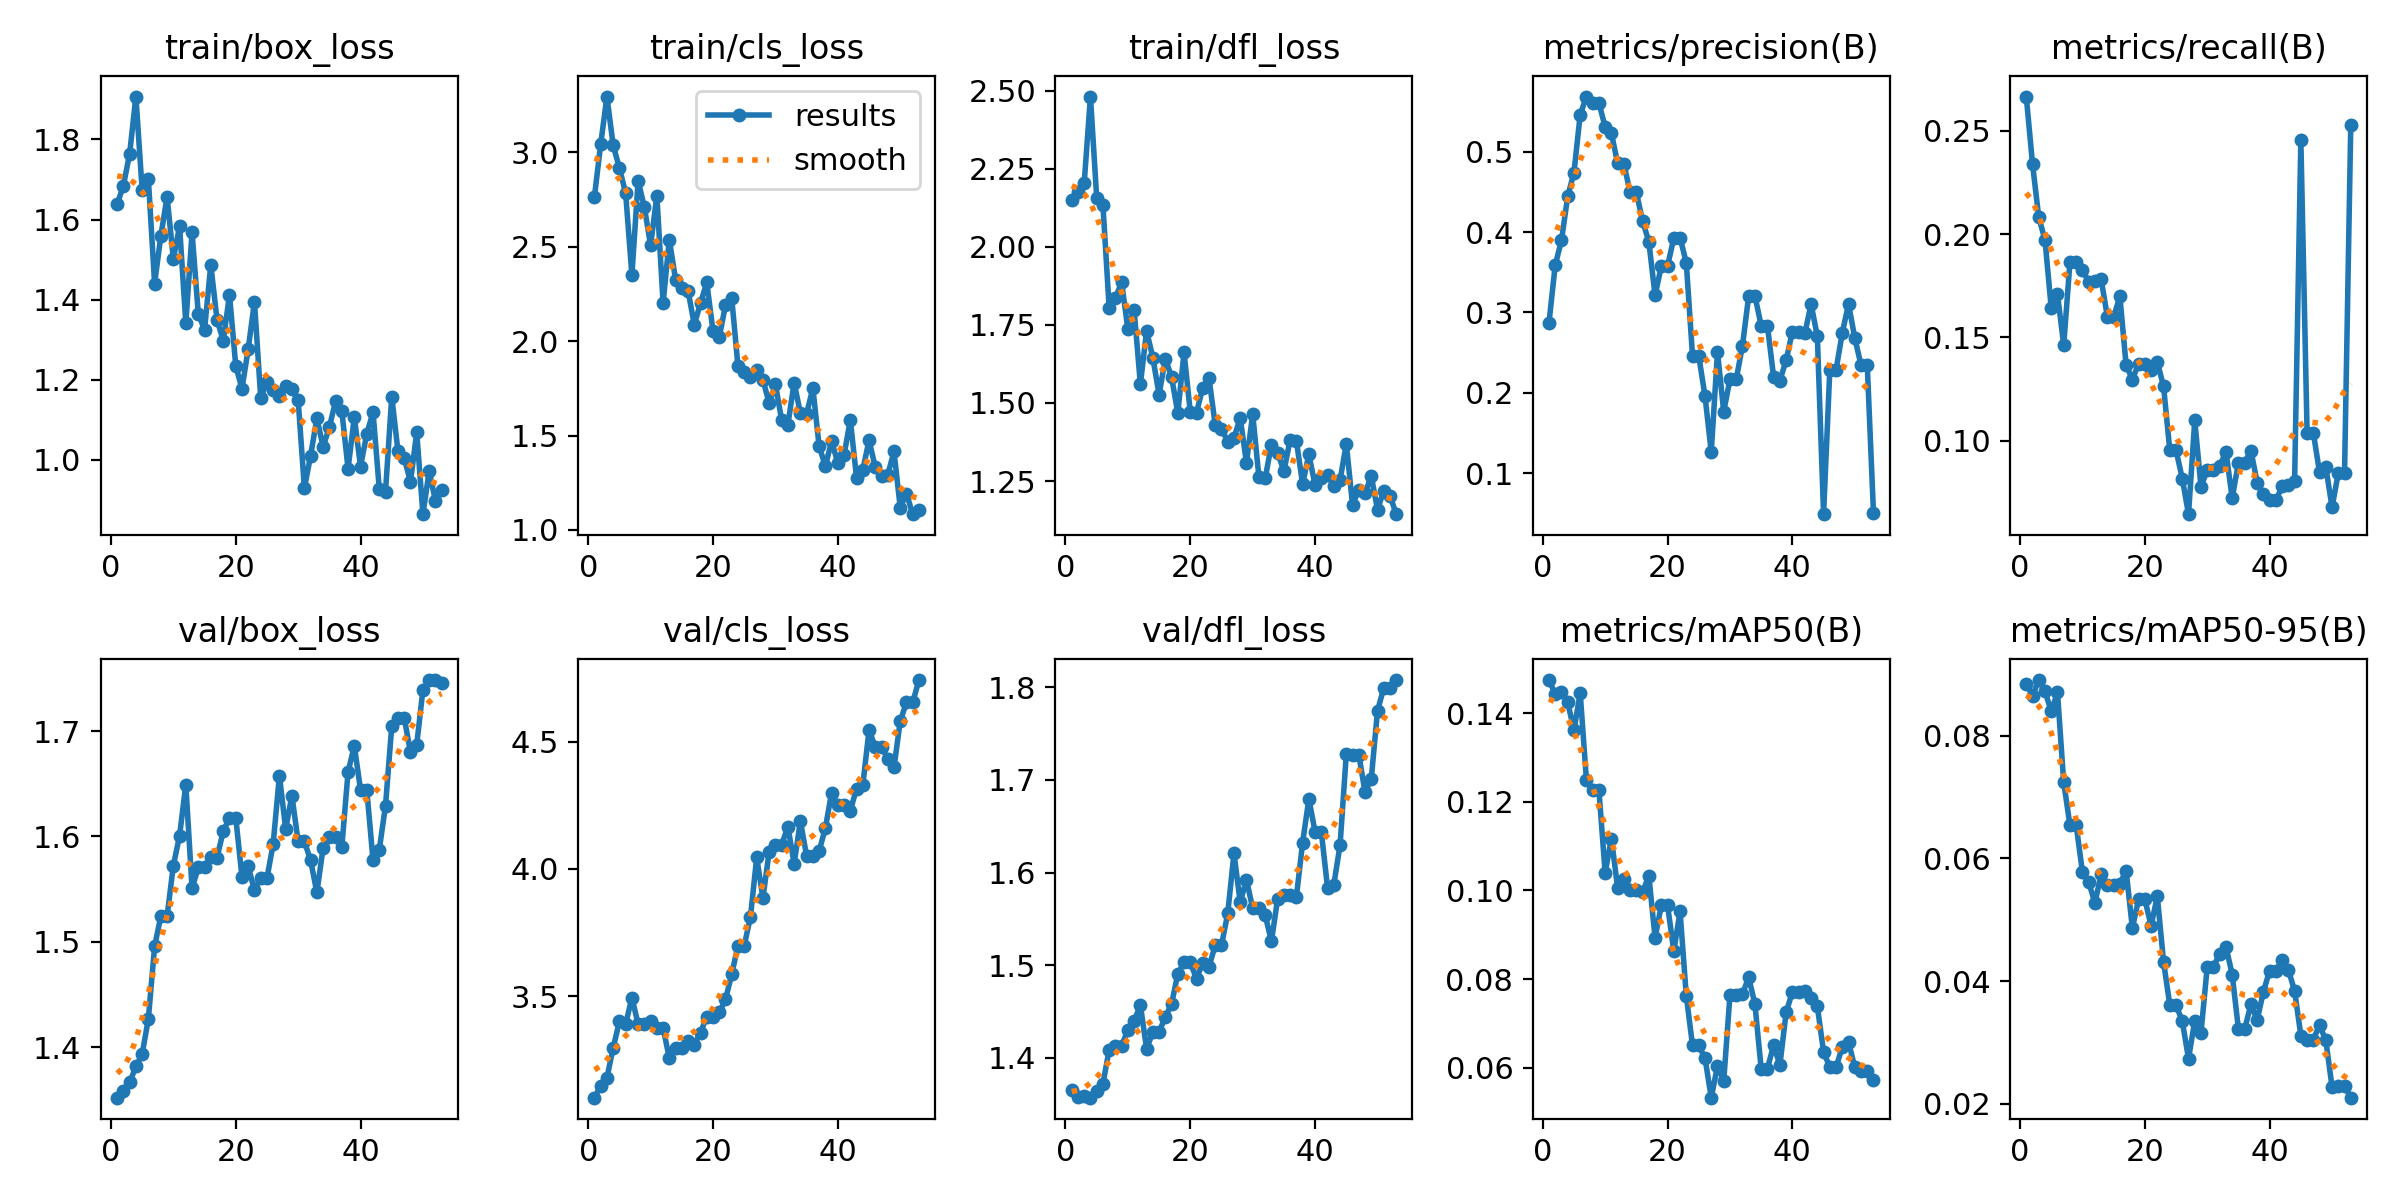 train/box_loss
train/cls_loss
train/dfl_loss
metrics/precision(B)
metrics/recall(B)
1.8
1.6
1.4
1.2
1.0
0 20 40
results
smooth
3.0
2.5
2.0
1.5
1.0
0 20 40
2.50
2.25
2.00
1.75
1.50
1.25
0 20 40
0.5
0.4
0.3
0.2
0.1
0 20 40
0.25
0.20
0.15
0.10
0 20 40
val/box_loss
val/cls_loss
val/dfl_loss
metrics/mAP50(B)
metrics/mAP50-95(B)
1.7
1.6
1.5
1.4
0 20 40
4.5
4.0
3.5
0 20 40
1.8
1.7
1.6
1.5
1.4
0 20 40
0.14
0.12
0.10
0.08
0.06
0 20 40
0.08
0.06
0.04
0.02
0 20 40